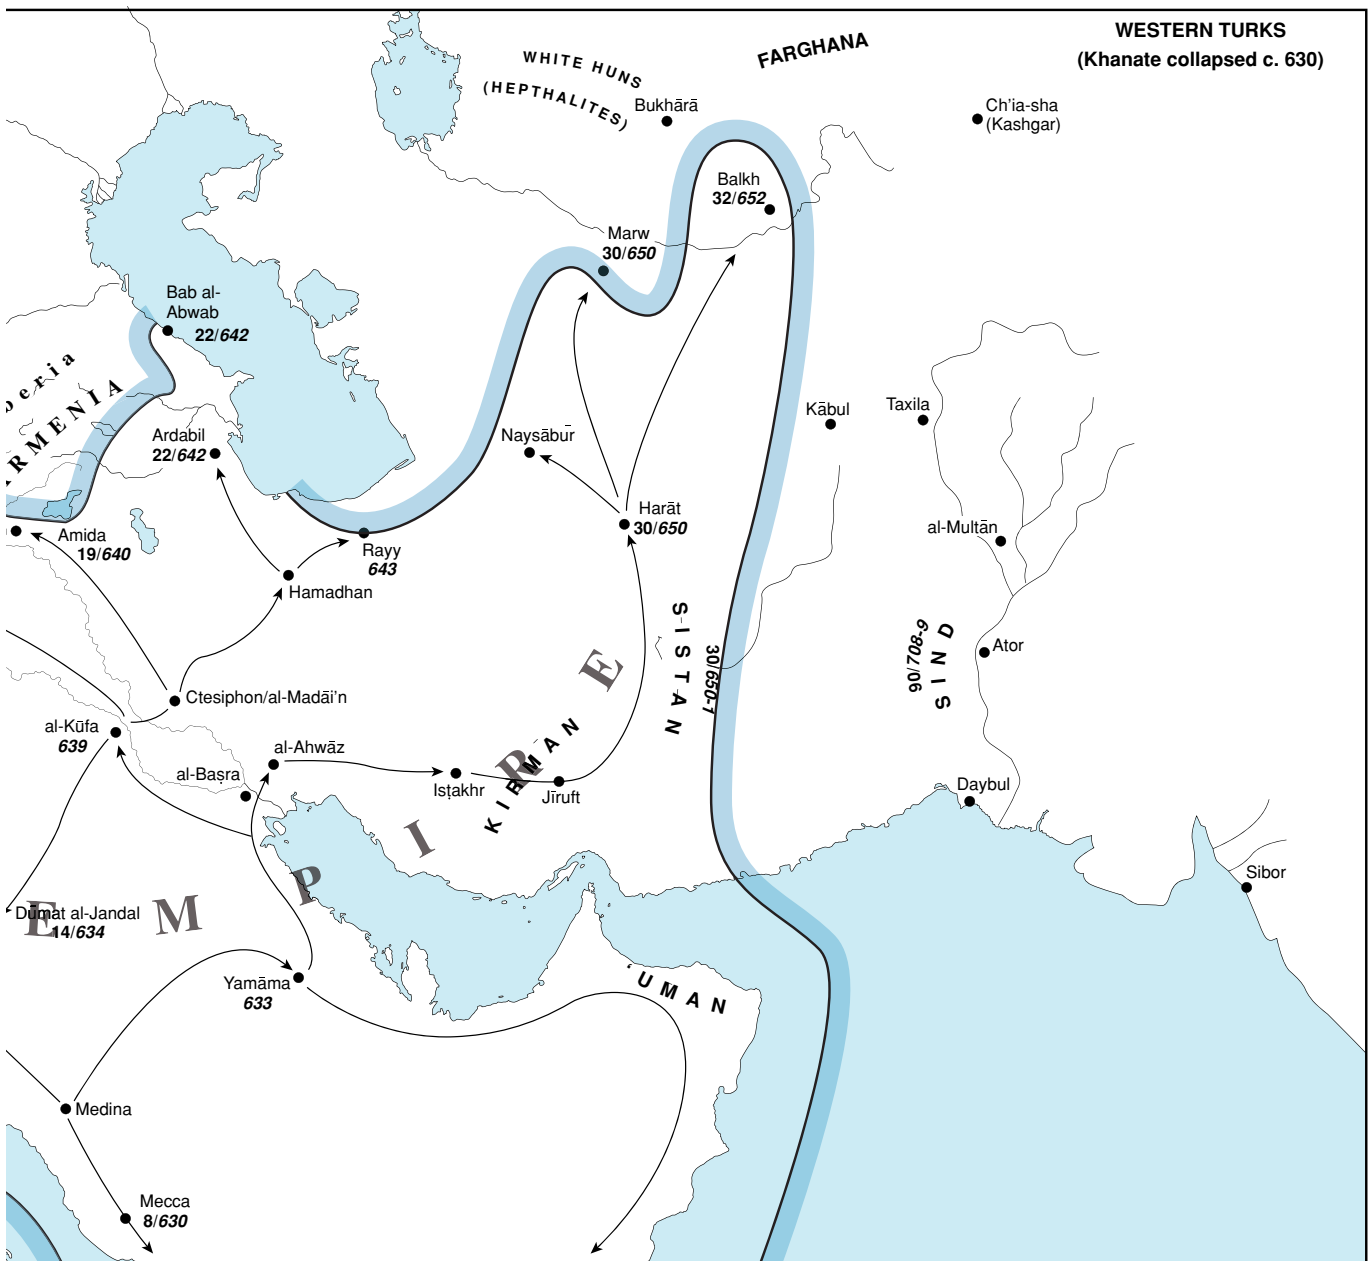 WESTERN TURKS
(Khanate collapsed c. 630)
FARGHANA
WHITE HUNS
(HEPTHALITES)
Bukhārā
Ch'ia-sha
(Kashgar)
Balkh
32/652
Marw
30/650
Bab al-
Abwab
22/642
beria
RMENIA
Ardabil
22/642
Naysābūr
Kābul
Taxila
Harāt
30/650
al-Multān
Amida
19/640
Rayy
643
Hamadhan
SISTAN
30/650-1
90/708-9
SIND
Ator
Ctesiphon/al-Madāi'n
al-Kūfa
639
al-Ahwāz
al-Baṣra
Iṣṭakhr
Jīruft
KIRMAN
Daybul
Sibor
EMPIRE
Dūmat al-Jandal
14/634
Yamāma
633
'UMAN
Medina
Mecca
8/630